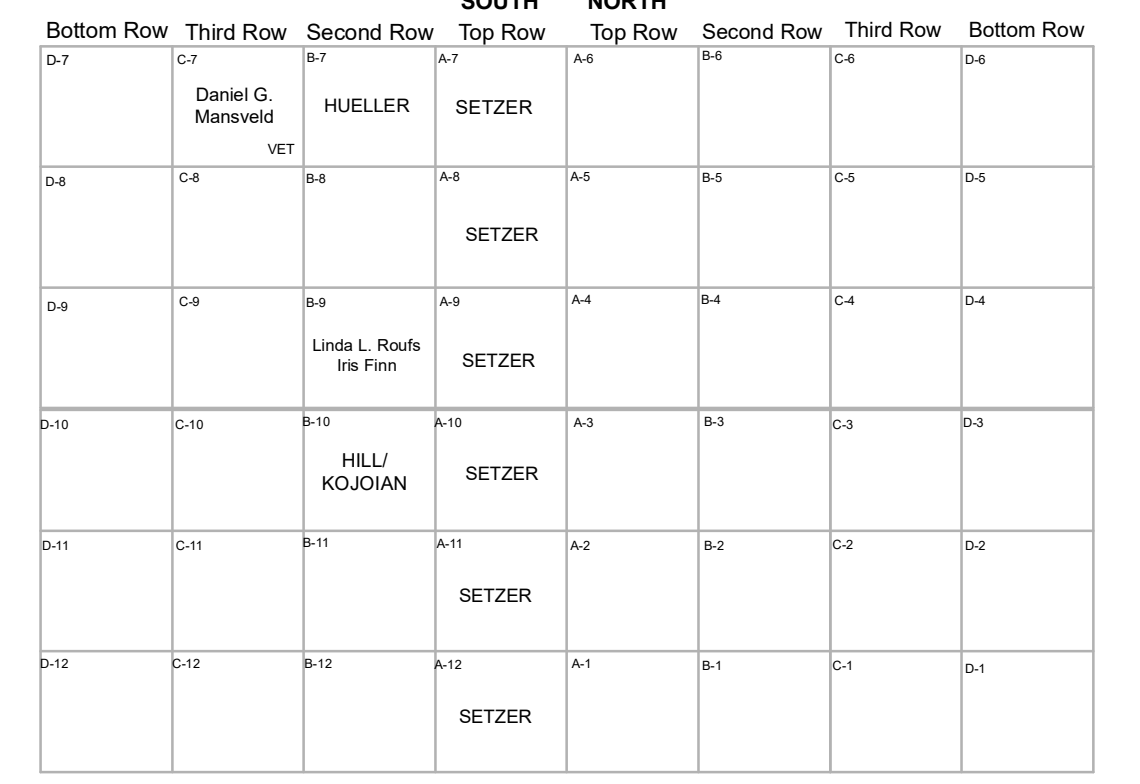 SOUTH NORTH
Bottom Row Third Row Second Row Top Row Top Row Second Row Third Row Bottom Row
D-7 C-7 B-7 A-7 A-6 B-6 C-6 D-6
Daniel G.
Mansveld
VET
HUELLER
SETZER
D-8 C-8 B-8 A-8 A-5 B-5 C-5 D-5
SETZER
D-9 C-9 B-9 A-9 A-4 B-4 C-4 D-4
Linda L. Roufs
Iris Finn
SETZER
D-10 C-10 B-10 A-10 A-3 B-3 C-3 D-3
HILL/
KOJOIAN
SETZER
D-11 C-11 B-11 A-11 A-2 B-2 C-2 D-2
SETZER
D-12 C-12 B-12 A-12 A-1 B-1 C-1 D-1
SETZER